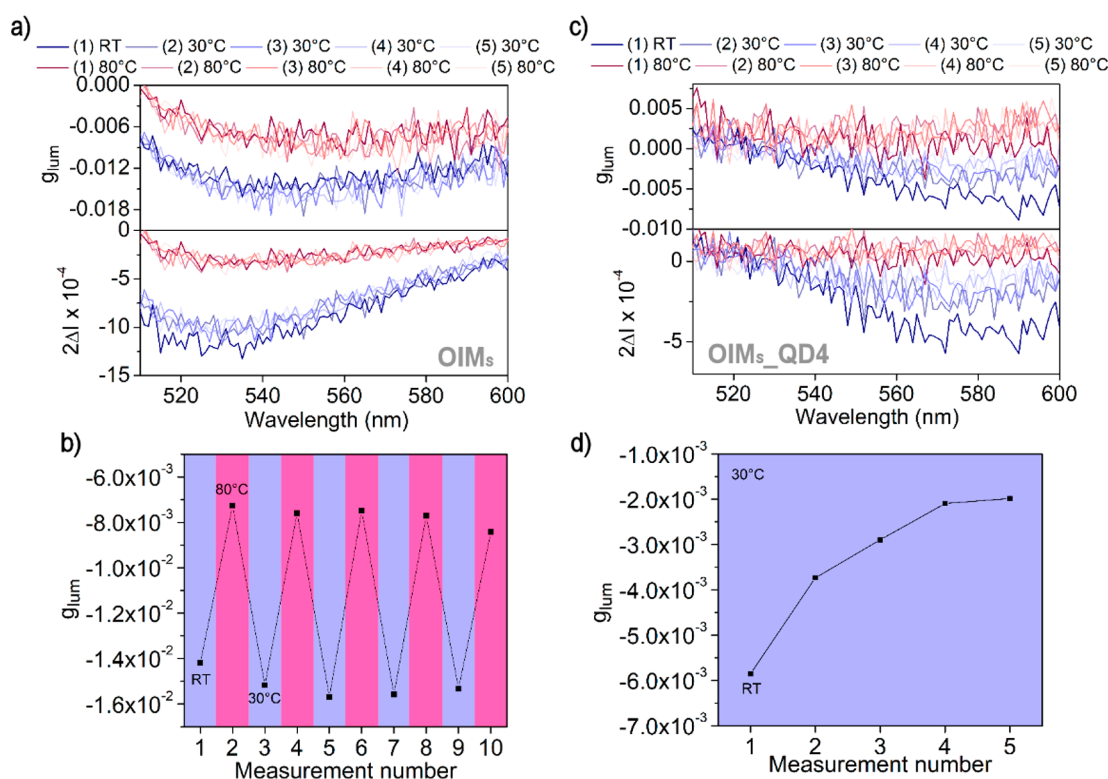 a)
(1) RT (2) 30°C (3) 30°C (4) 30°C (5) 30°C
(1) 80°C (2) 80°C (3) 80°C (4) 80°C (5) 80°C
0.000
-0.006
-0.012
-0.018
g_lum
0
-5
-10
-15
2ΔI x 10⁻⁴
OIMs
520 540 560 580 600
Wavelength (nm)
c)
(1) RT (2) 30°C (3) 30°C (4) 30°C (5) 30°C
(1) 80°C (2) 80°C (3) 80°C (4) 80°C (5) 80°C
0.005
0.000
-0.005
-0.010
g_lum
0
-5
2ΔI x 10⁻⁴
OIMs_QD4
520 540 560 580 600
Wavelength (nm)
b)
-6.0x10⁻³
-8.0x10⁻³
-1.0x10⁻²
-1.2x10⁻²
-1.4x10⁻²
-1.6x10⁻²
g_lum
80°C
RT
30°C
1 2 3 4 5 6 7 8 9 10
Measurement number
d)
-1.0x10⁻³
-2.0x10⁻³
-3.0x10⁻³
-4.0x10⁻³
-5.0x10⁻³
-6.0x10⁻³
-7.0x10⁻³
g_lum
30°C
RT
1 2 3 4 5
Measurement number